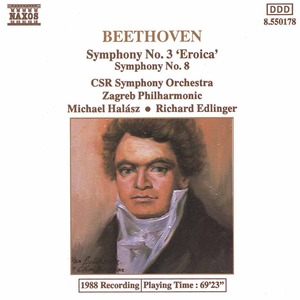 NAXOS
DDD
8.550178
BEETHOVEN
Symphony No. 3 ‘Eroica’
Symphony No. 8
CSR Symphony Orchestra
Zagreb Philharmonic
Michael Halász • Richard Edlinger
1988 Recording
Playing Time : 69'23"